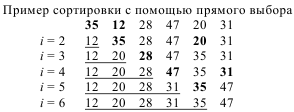 Пример сортировки с помощью прямого выбора
35 12 28 47 20 31
i = 2 12 35 28 47 20 31
i = 3 12 20 28 47 35 31
i = 4 12 20 28 47 35 31
i = 5 12 20 28 31 35 47
i = 6 12 20 28 31 35 47